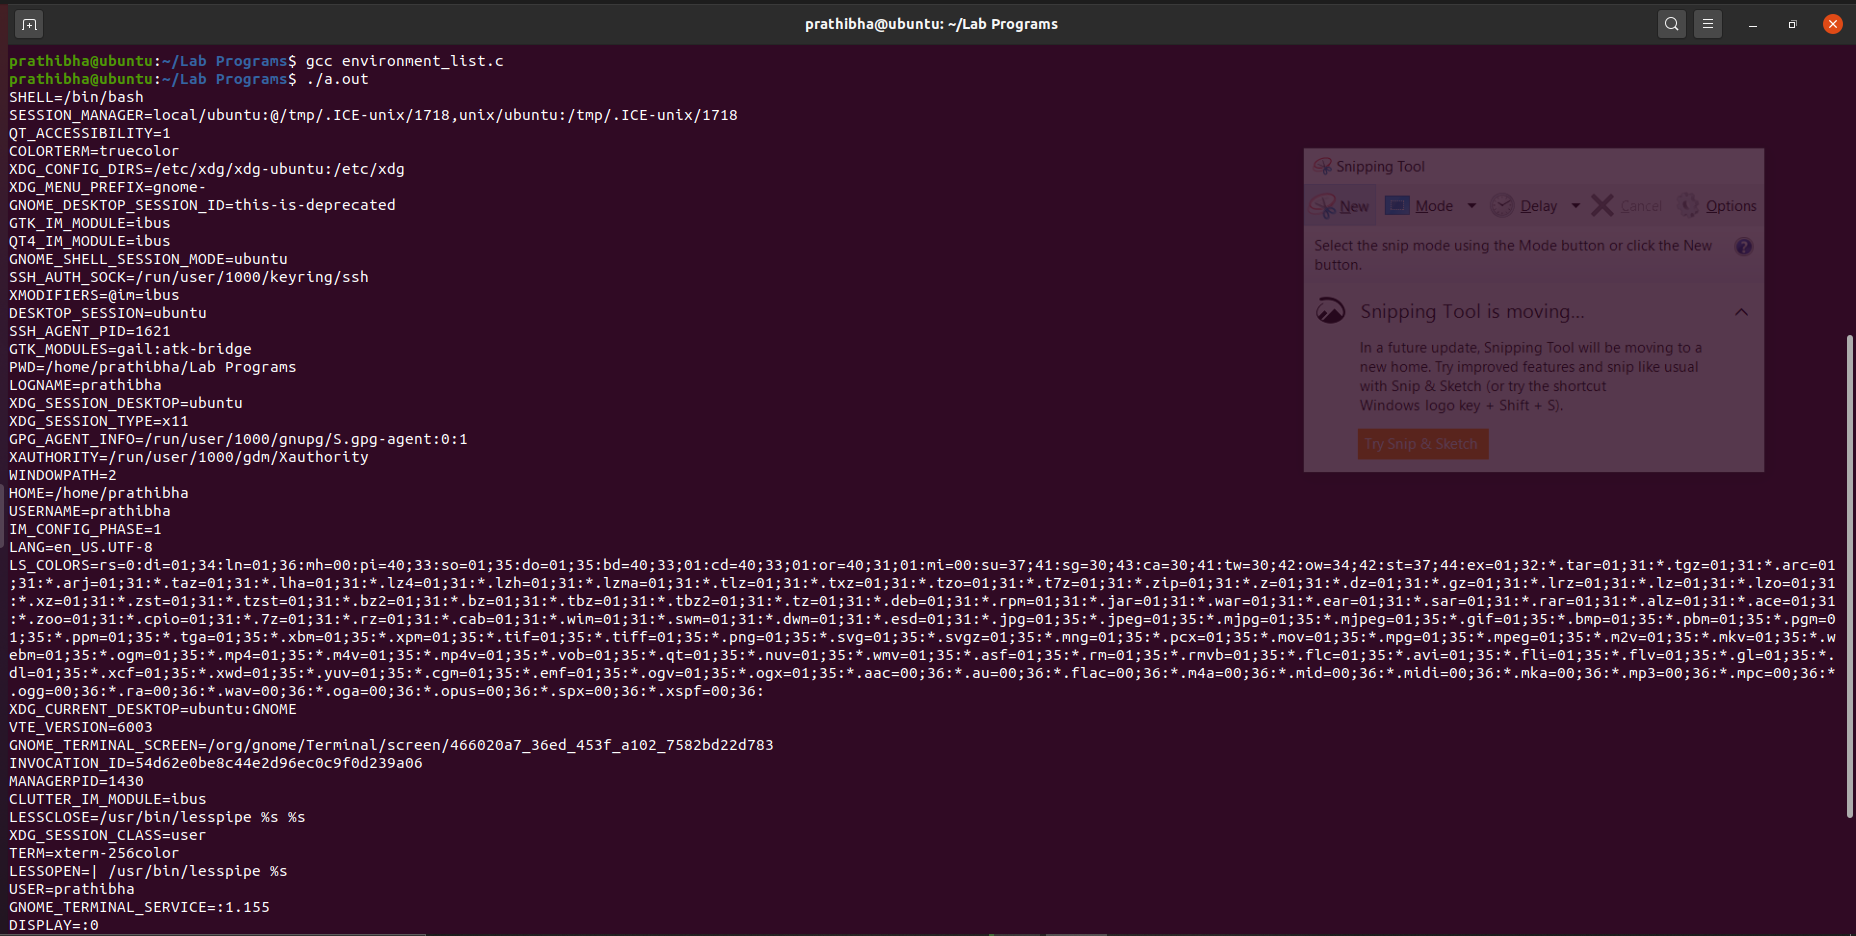 prathibha@ubuntu: ~/Lab Programs
prathibha@ubuntu:~/Lab Programs$ gcc environment_list.c
prathibha@ubuntu:~/Lab Programs$ ./a.out
SHELL=/bin/bash
SESSION_MANAGER=local/ubuntu:@/tmp/.ICE-unix/1718,unix/ubuntu:/tmp/.ICE-unix/1718
QT_ACCESSIBILITY=1
COLORTERM=truecolor
XDG_CONFIG_DIRS=/etc/xdg/xdg-ubuntu:/etc/xdg
XDG_MENU_PREFIX=gnome-
GNOME_DESKTOP_SESSION_ID=this-is-deprecated
GTK_IM_MODULE=ibus
QT4_IM_MODULE=ibus
GNOME_SHELL_SESSION_MODE=ubuntu
SSH_AUTH_SOCK=/run/user/1000/keyring/ssh
XMODIFIERS=@im=ibus
DESKTOP_SESSION=ubuntu
SSH_AGENT_PID=1621
GTK_MODULES=gail:atk-bridge
PWD=/home/prathibha/Lab Programs
LOGNAME=prathibha
XDG_SESSION_DESKTOP=ubuntu
XDG_SESSION_TYPE=x11
GPG_AGENT_INFO=/run/user/1000/gnupg/S.gpg-agent:0:1
XAUTHORITY=/run/user/1000/gdm/Xauthority
WINDOWPATH=2
HOME=/home/prathibha
USERNAME=prathibha
IM_CONFIG_PHASE=1
LANG=en_US.UTF-8
LS_COLORS=rs=0:di=01;34:ln=01;36:mh=00:pi=40;33:so=01;35:do=01;35:bd=40;33;01:cd=40;33;01:or=40;31;01:mi=00:su=37;41:sg=30;43:ca=30;41:tw=30;42:ow=34;42:st=37;44:ex=01;32:*.tar=01;31:*.tgz=01;31:*.arc=01
;31:*.arj=01;31:*.taz=01;31:*.lha=01;31:*.lz4=01;31:*.lzh=01;31:*.lzma=01;31:*.tlz=01;31:*.txz=01;31:*.tzo=01;31:*.t7z=01;31:*.zip=01;31:*.z=01;31:*.dz=01;31:*.gz=01;31:*.lrz=01;31:*.lz=01;31:*.lzo=01;31
:*.xz=01;31:*.zst=01;31:*.tzst=01;31:*.bz2=01;31:*.bz=01;31:*.tbz=01;31:*.tbz2=01;31:*.tz=01;31:*.deb=01;31:*.rpm=01;31:*.jar=01;31:*.war=01;31:*.ear=01;31:*.sar=01;31:*.rar=01;31:*.alz=01;31:*.ace=01;31
:*.zoo=01;31:*.cpio=01;31:*.7z=01;31:*.rz=01;31:*.cab=01;31:*.wim=01;31:*.swm=01;31:*.dwm=01;31:*.esd=01;31:*.jpg=01;35:*.jpeg=01;35:*.mjpg=01;35:*.mjpeg=01;35:*.gif=01;35:*.bmp=01;35:*.pbm=01;35:*.pgm=0
1;35:*.ppm=01;35:*.tga=01;35:*.xbm=01;35:*.xpm=01;35:*.tif=01;35:*.tiff=01;35:*.png=01;35:*.svg=01;35:*.svgz=01;35:*.mng=01;35:*.pcx=01;35:*.mov=01;35:*.mpg=01;35:*.mpeg=01;35:*.m2v=01;35:*.mkv=01;35:*.w
ebm=01;35:*.ogm=01;35:*.mp4=01;35:*.m4v=01;35:*.mp4v=01;35:*.vob=01;35:*.qt=01;35:*.nuv=01;35:*.wmv=01;35:*.asf=01;35:*.rm=01;35:*.rmvb=01;35:*.flc=01;35:*.avi=01;35:*.fli=01;35:*.flv=01;35:*.gl=01;35:*.
dl=01;35:*.xcf=01;35:*.xwd=01;35:*.yuv=01;35:*.cgm=01;35:*.emf=01;35:*.ogv=01;35:*.ogx=01;35:*.aac=00;36:*.au=00;36:*.flac=00;36:*.m4a=00;36:*.mid=00;36:*.midi=00;36:*.mka=00;36:*.mp3=00;36:*.mpc=00;36:*
.ogg=00;36:*.ra=00;36:*.wav=00;36:*.oga=00;36:*.opus=00;36:*.spx=00;36:*.xspf=00;36:
XDG_CURRENT_DESKTOP=ubuntu:GNOME
VTE_VERSION=6003
GNOME_TERMINAL_SCREEN=/org/gnome/Terminal/screen/466020a7_36ed_453f_a102_7582bd22d783
INVOCATION_ID=54d62e0be8c44e2d96ec0c9f0d239a06
MANAGERPID=1430
CLUTTER_IM_MODULE=ibus
LESSCLOSE=/usr/bin/lesspipe %s %s
XDG_SESSION_CLASS=user
TERM=xterm-256color
LESSOPEN=| /usr/bin/lesspipe %s
USER=prathibha
GNOME_TERMINAL_SERVICE=:1.155
DISPLAY=:0
Snipping Tool
New Mode Delay Cancel Options
Select the snip mode using the Mode button or click the New
button.
Snipping Tool is moving...
In a future update, Snipping Tool will be moving to a
new home. Try improved features and snip like usual
with Snip & Sketch (or try the shortcut
Windows logo key + Shift + S).
Try Snip & Sketch